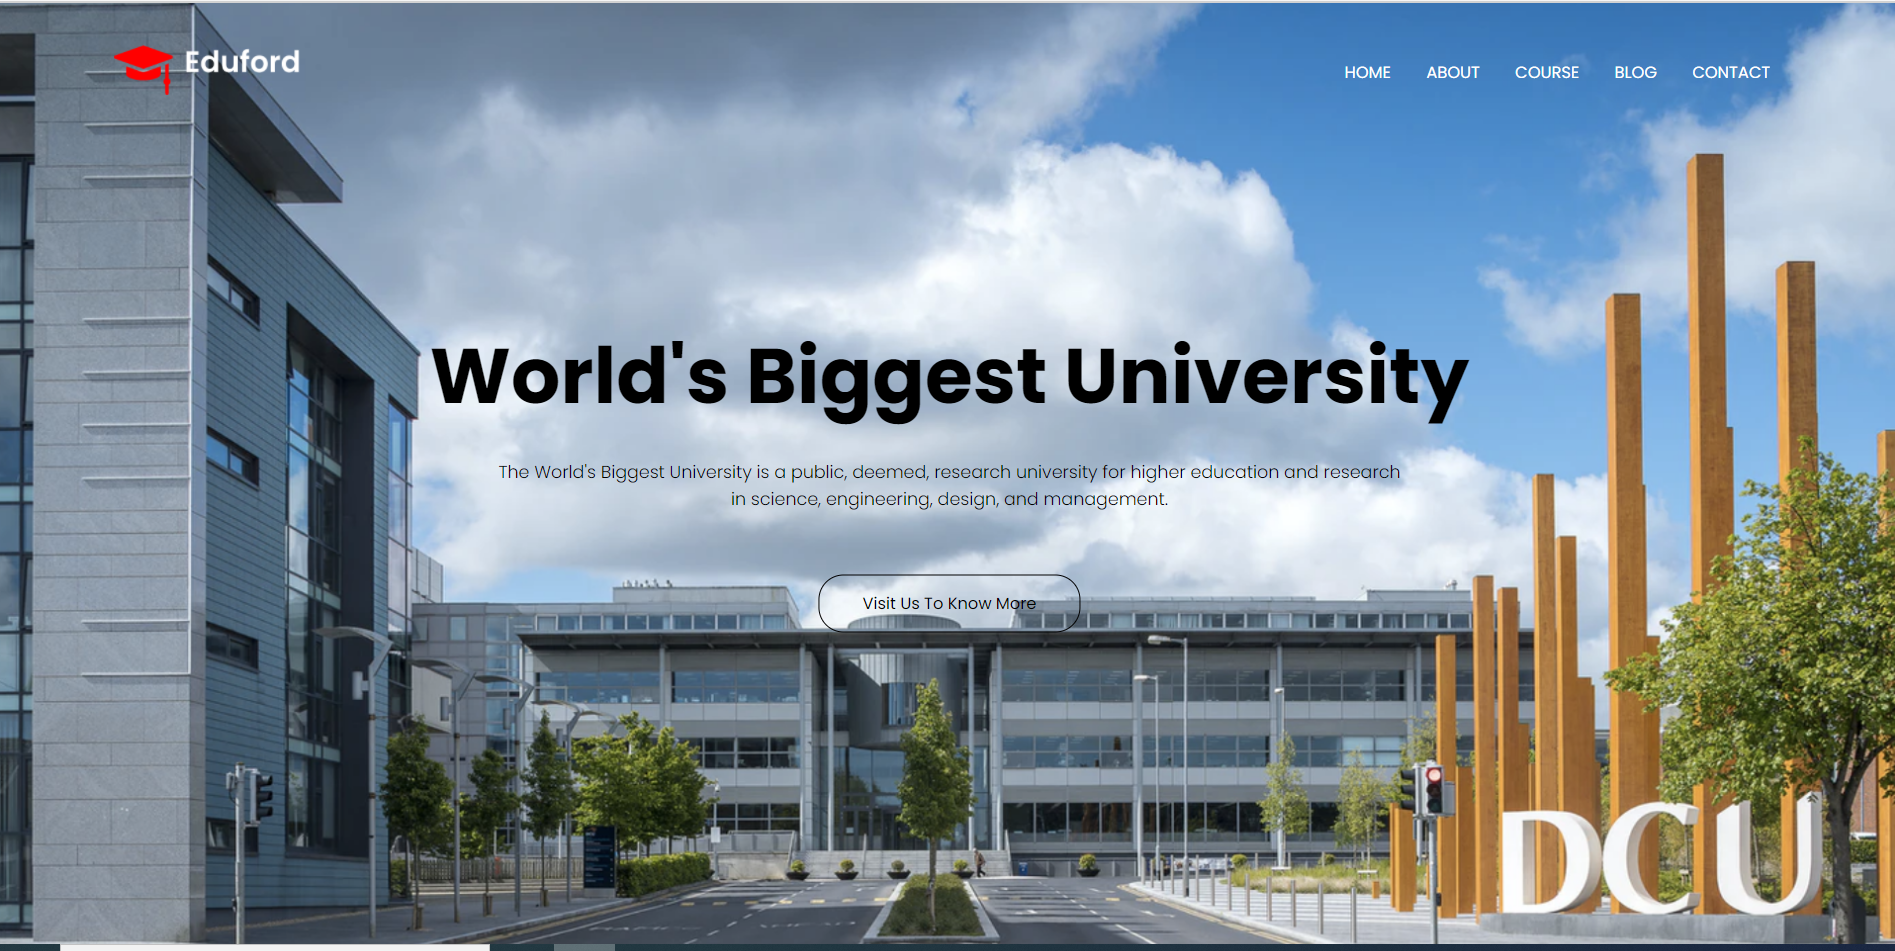 Eduford
HOME ABOUT COURSE BLOG CONTACT
World's Biggest University
The World's Biggest University is a public, deemed, research university for higher education and research
in science, engineering, design, and management.
Visit Us To Know More
DCU